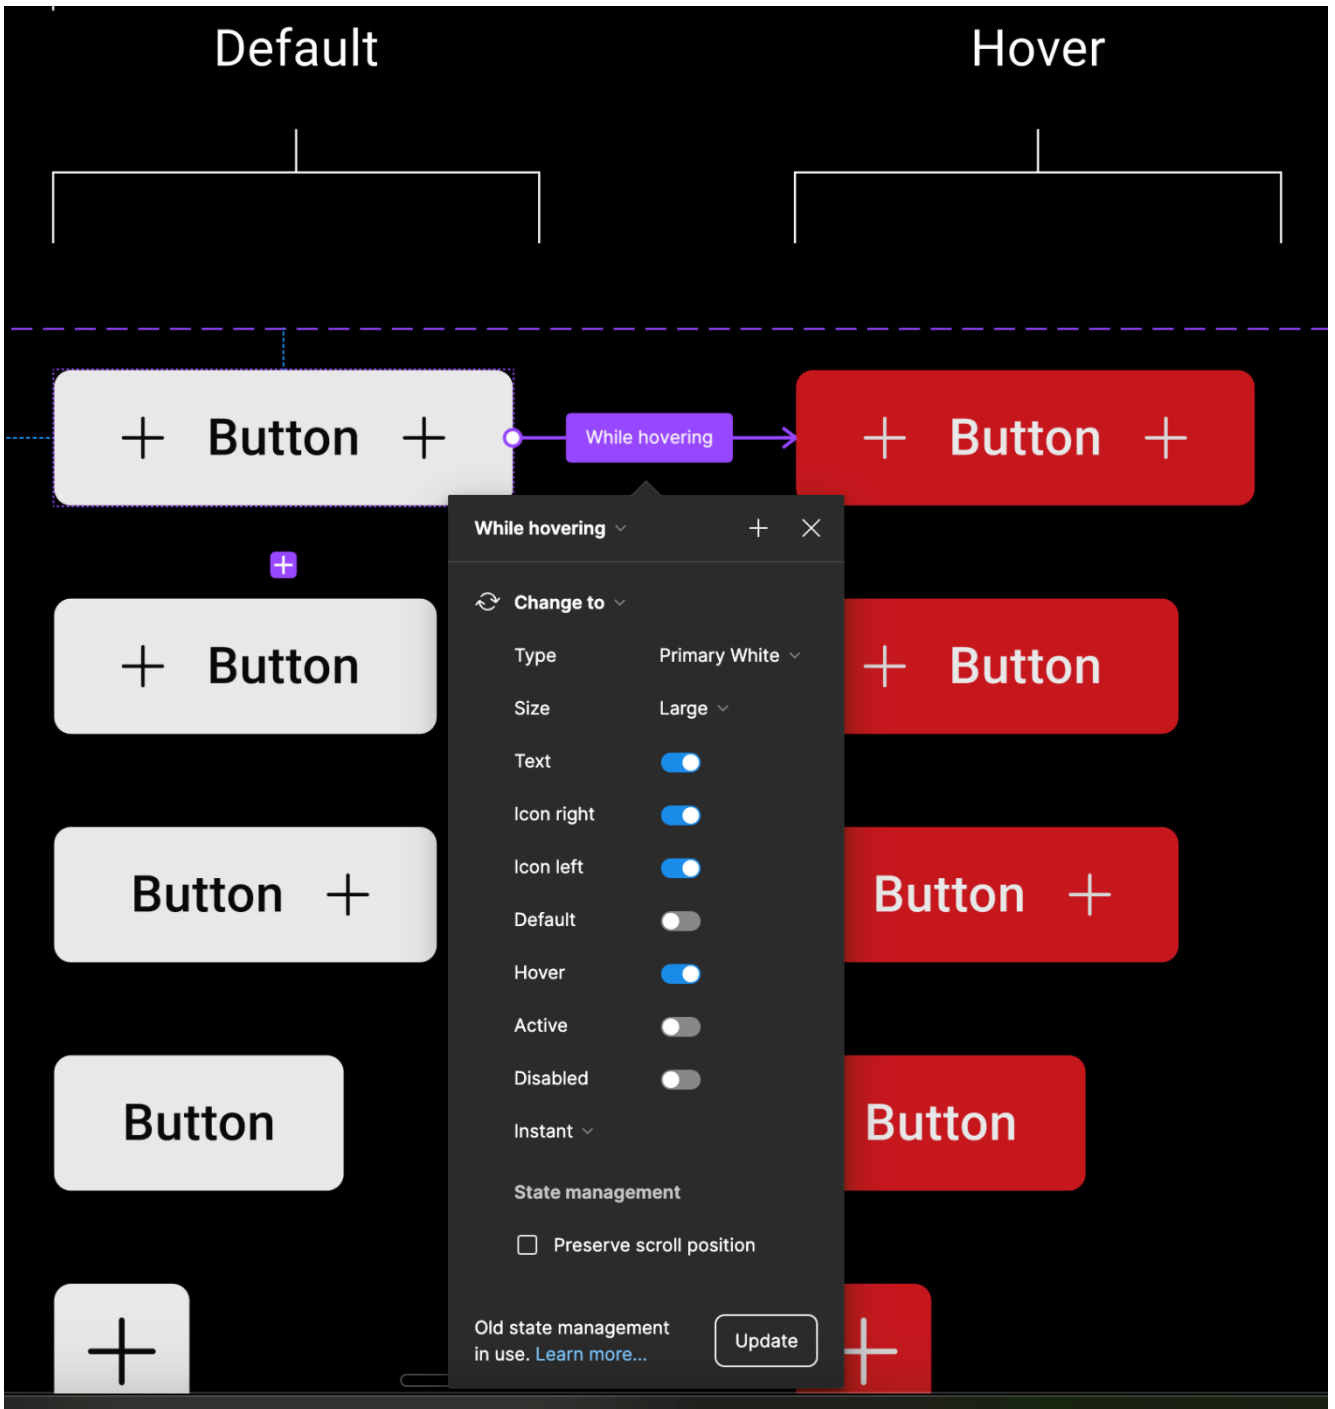 Default
Hover
Button
While hovering
Button
While hovering
Change to
Type
Primary White
Size
Large
Text
Icon right
Icon left
Default
Hover
Active
Disabled
Instant
State management
Preserve scroll position
Old state management
in use. Learn more...
Update
Button
Button
Button
Button
Button
Button